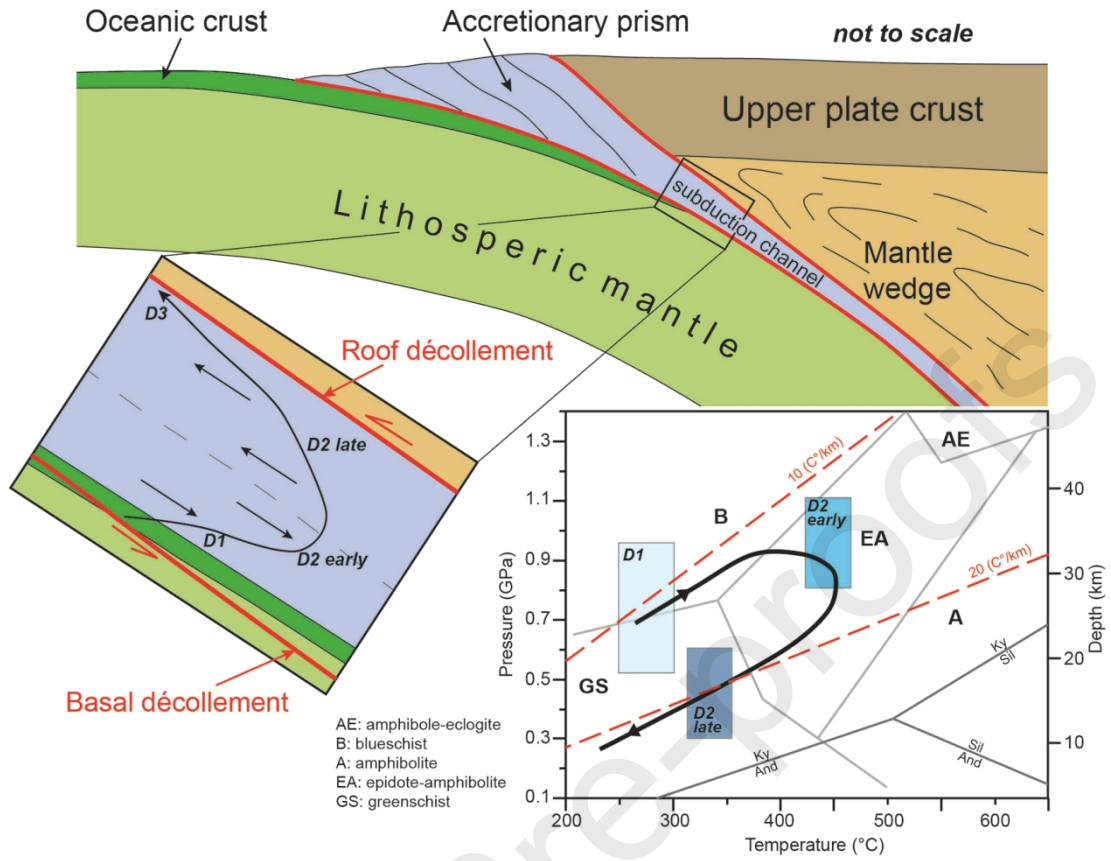 Oceanic crust
Accretionary prism
not to scale
Upper plate crust
subduction channel
Lithosperic mantle
Mantle
wedge
D3
Roof décollement
D2 late
D1
D2 early
Basal décollement
AE: amphibole-eclogite
B: blueschist
A: amphibolite
EA: epidote-amphibolite
GS: greenschist
Pressure (GPa)
1.3
1.1
0.9
0.7
0.5
0.3
0.1
200
300
400
500
600
Temperature (°C)
Depth (km)
40
30
20
10
10 (C°/km)
20 (C°/km)
AE
B
D2
early
EA
D1
A
GS
D2
late
Ky
Sil
Ky
And
Sil
And
re-proofs